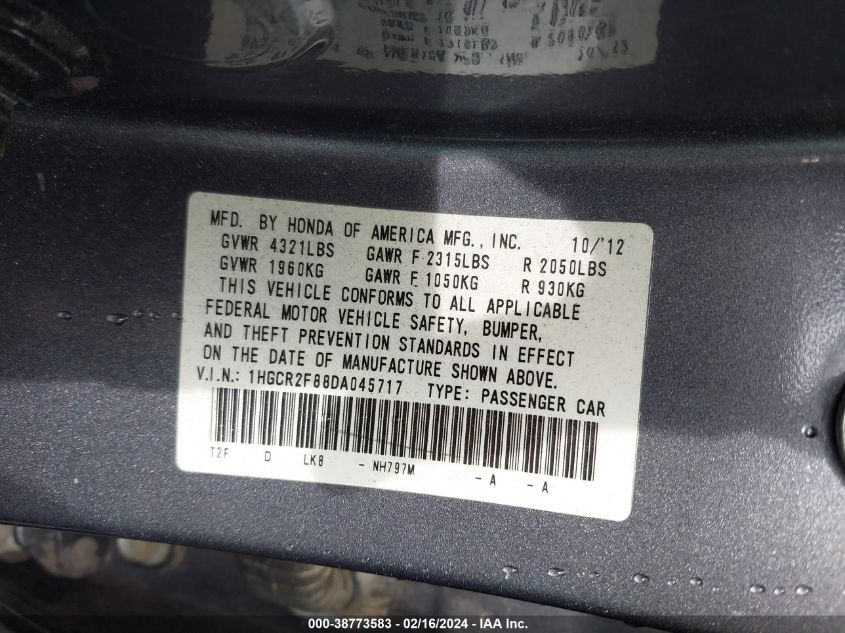 MFD. BY HONDA OF AMERICA MFG., INC. 10/'12
GVWR 4321LBS GAWR F 2315LBS R 2050LBS
GVWR 1960KG GAWR F 1050KG R 930KG
THIS VEHICLE CONFORMS TO ALL APPLICABLE
FEDERAL MOTOR VEHICLE SAFETY, BUMPER,
AND THEFT PREVENTION STANDARDS IN EFFECT
ON THE DATE OF MANUFACTURE SHOWN ABOVE.
V.I.N.: 1HGCR2F88DA045717 TYPE: PASSENGER CAR
T2F D LKB - NH797M - A - A
000-38773583 - 02/16/2024 - IAA, Inc.